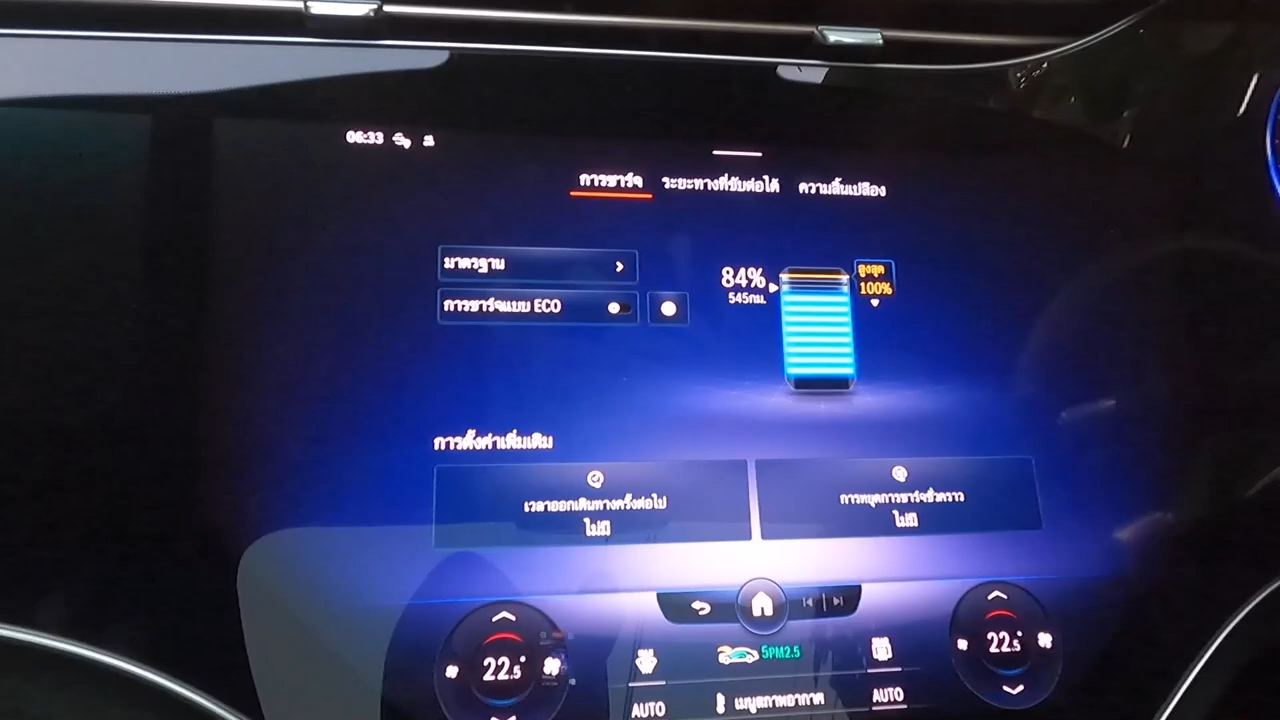 06:33
การชาร์จ ระยะทางที่ขับต่อได้ ความสิ้นเปลือง
มาตรฐาน
การชาร์จแบบ ECO
84%
545กม.
สูงสุด
100%
การตั้งค่าเพิ่มเติม
เวลาออกเดินทางครั้งต่อไป
ไม่มี
การหยุดการชาร์จชั่วคราว
ไม่มี
22.5°
5PM2.5
22.5°
AUTO
เมนูสภาพอากาศ
AUTO